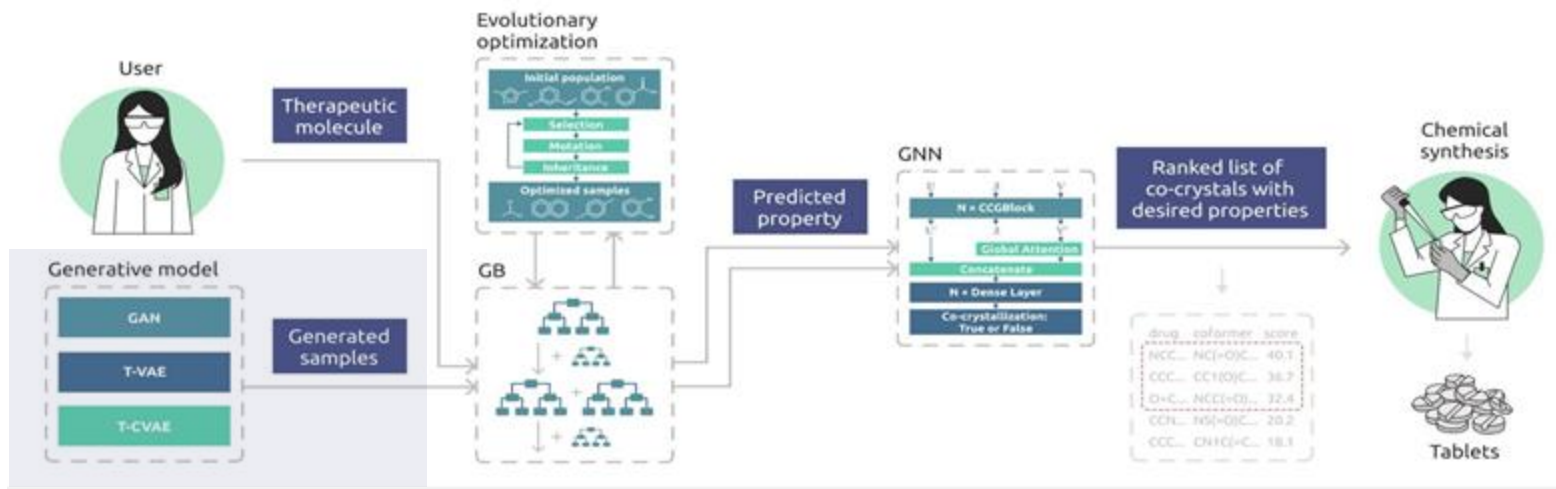 User
Therapeutic
molecule
Generative model
GAN
T-VAE
T-CVAE
Generated
samples
Evolutionary
optimization
Initial population
Selection
Mutation
Inheritance
Optimised samples
GB
+
+
+
Predicted
property
GNN
N × CCGBlock
Global Attention
Concatenate
N × Dense Layer
Co-crystallization:
True or False
Ranked list of
co-crystals with
desired properties
drug coformer score
NCC... NC(=O)C... 40.1
CCC... CC1(O)C... 36.7
O=C... NCC(=O)... 32.4
CCN... NS(=O)C... 20.2
CCC... CN1C(=C... 18.1
Chemical
synthesis
Tablets